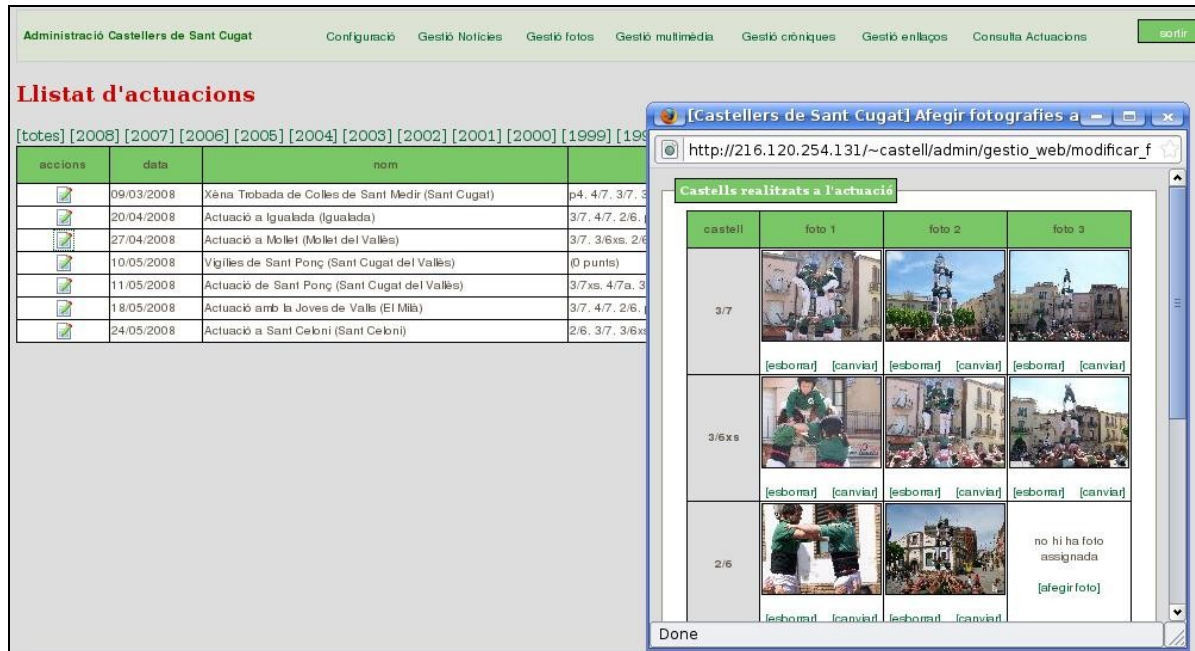 Administració Castellers de Sant Cugat Configuració Gestió Notícies Gestió fotos Gestió multimèdia Gestió cròniques Gestió enllaços Consulta Actuacions sortir
Llistat d'actuacions
[totes] [2008] [2007] [2006] [2005] [2004] [2003] [2002] [2001] [2000] [1999] [199
accions data nom
09/03/2008 Xèna Trobada de Colles de Sant Medir (Sant Cugat) p4. 4/7. 3/7. 3
20/04/2008 Actuació a Igualada (Igualada) 3/7. 4/7. 2/6.
27/04/2008 Actuació a Mollet (Mollet del Vallès) 3/7. 3/6xs. 2/6
10/05/2008 Vigílies de Sant Ponç (Sant Cugat del Vallès) (0 punts)
11/05/2008 Actuació de Sant Ponç (Sant Cugat del Vallès) 3/7xs. 4/7a. 3
18/05/2008 Actuació amb la Joves de Valls (El Milà) 3/7. 4/7. 2/6.
24/05/2008 Actuació a Sant Celoni (Sant Celoni) 2/6. 3/7. 3/6xs
[Castellers de Sant Cugat] Afegir fotografies a
http://216.120.254.131/~castell/admin/gestio_web/modificar_f
Castells realitzats a l'actuació
castell foto 1 foto 2 foto 3
3/7
[esborrar] [canviar] [esborrar] [canviar] [esborrar] [canviar]
3/6xs
[esborrar] [canviar] [esborrar] [canviar] [esborrar] [canviar]
2/6
no hi ha foto
assignada
[afegir foto]
[esborrar] [canviar] [esborrar] [canviar]
Done